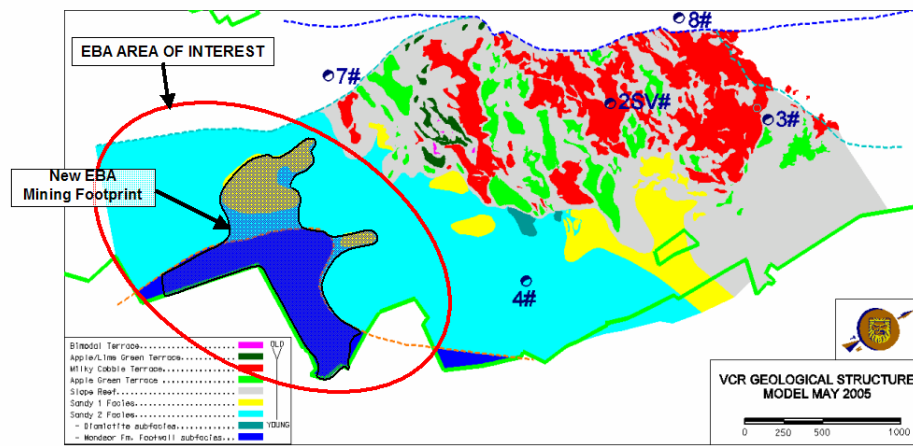 EBA AREA OF INTEREST
8#
7#
2SV#
3#
New EBA
Mining Footprint
4#
Bimodal Terrace
Apple/Lime Green Terrace
Milky Cobble Terrace
Apple Green Terrace
Slope Reef
Sandy 1 Facies
Sandy 2 Facies
- Diamictite subfacies
- Mondeor Fm. Footwall subfacies
OLD
YOUNG
VCR GEOLOGICAL STRUCTURE
MODEL MAY 2005
0 250 500 1000